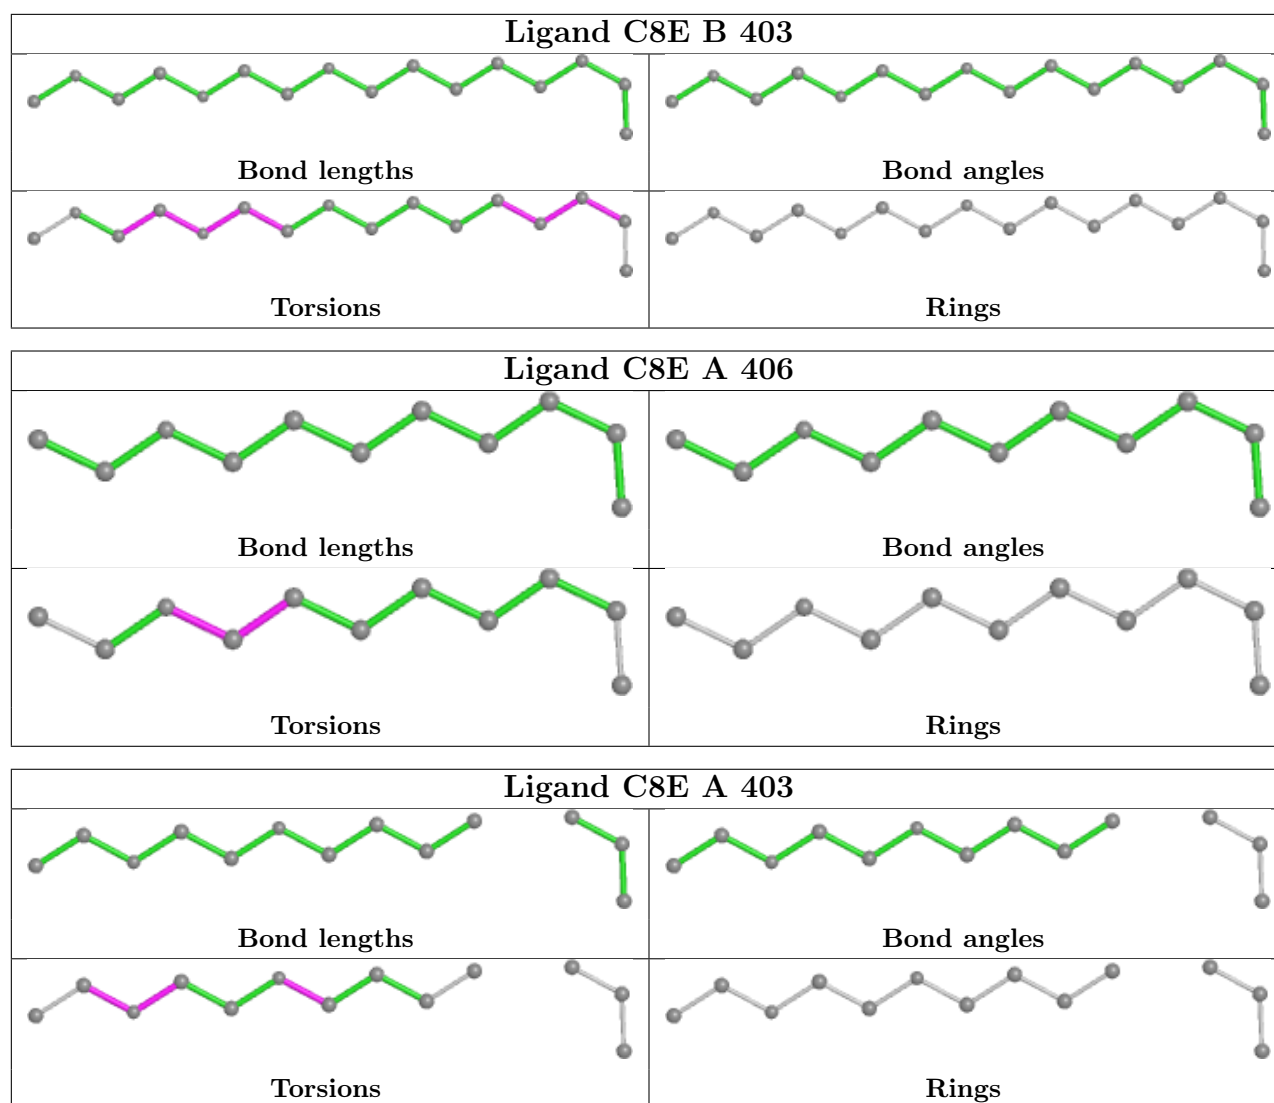 Ligand C8E B 403
Bond lengths
Bond angles
Torsions
Rings
Ligand C8E A 406
Bond lengths
Bond angles
Torsions
Rings
Ligand C8E A 403
Bond lengths
Bond angles
Torsions
Rings